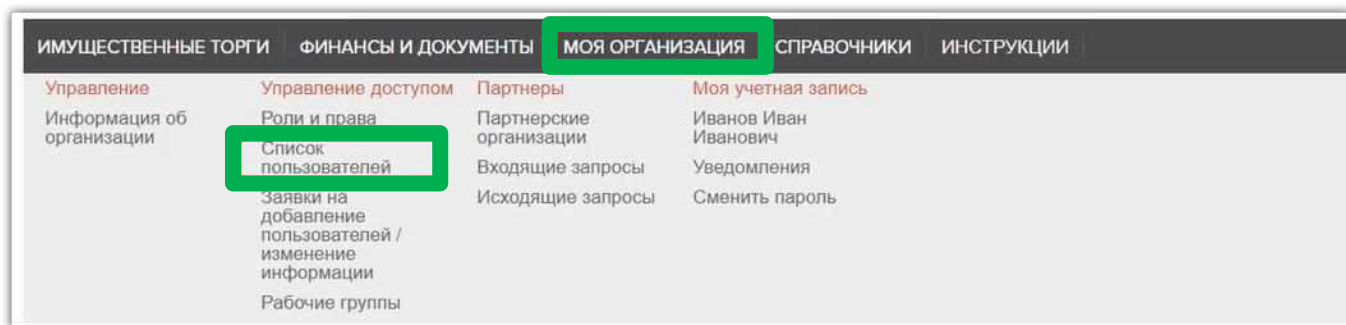 ИМУЩЕСТВЕННЫЕ ТОРГИ ФИНАНСЫ И ДОКУМЕНТЫ МОЯ ОРГАНИЗАЦИЯ СПРАВОЧНИКИ ИНСТРУКЦИИ
Управление
Информация об
организации
Управление доступом
Роли и права
Список
пользователей
Заявки на
добавление
пользователей /
изменение
информации
Рабочие группы
Партнеры
Партнерские
организации
Входящие запросы
Исходящие запросы
Моя учетная запись
Иванов Иван
Иванович
Уведомления
Сменить пароль